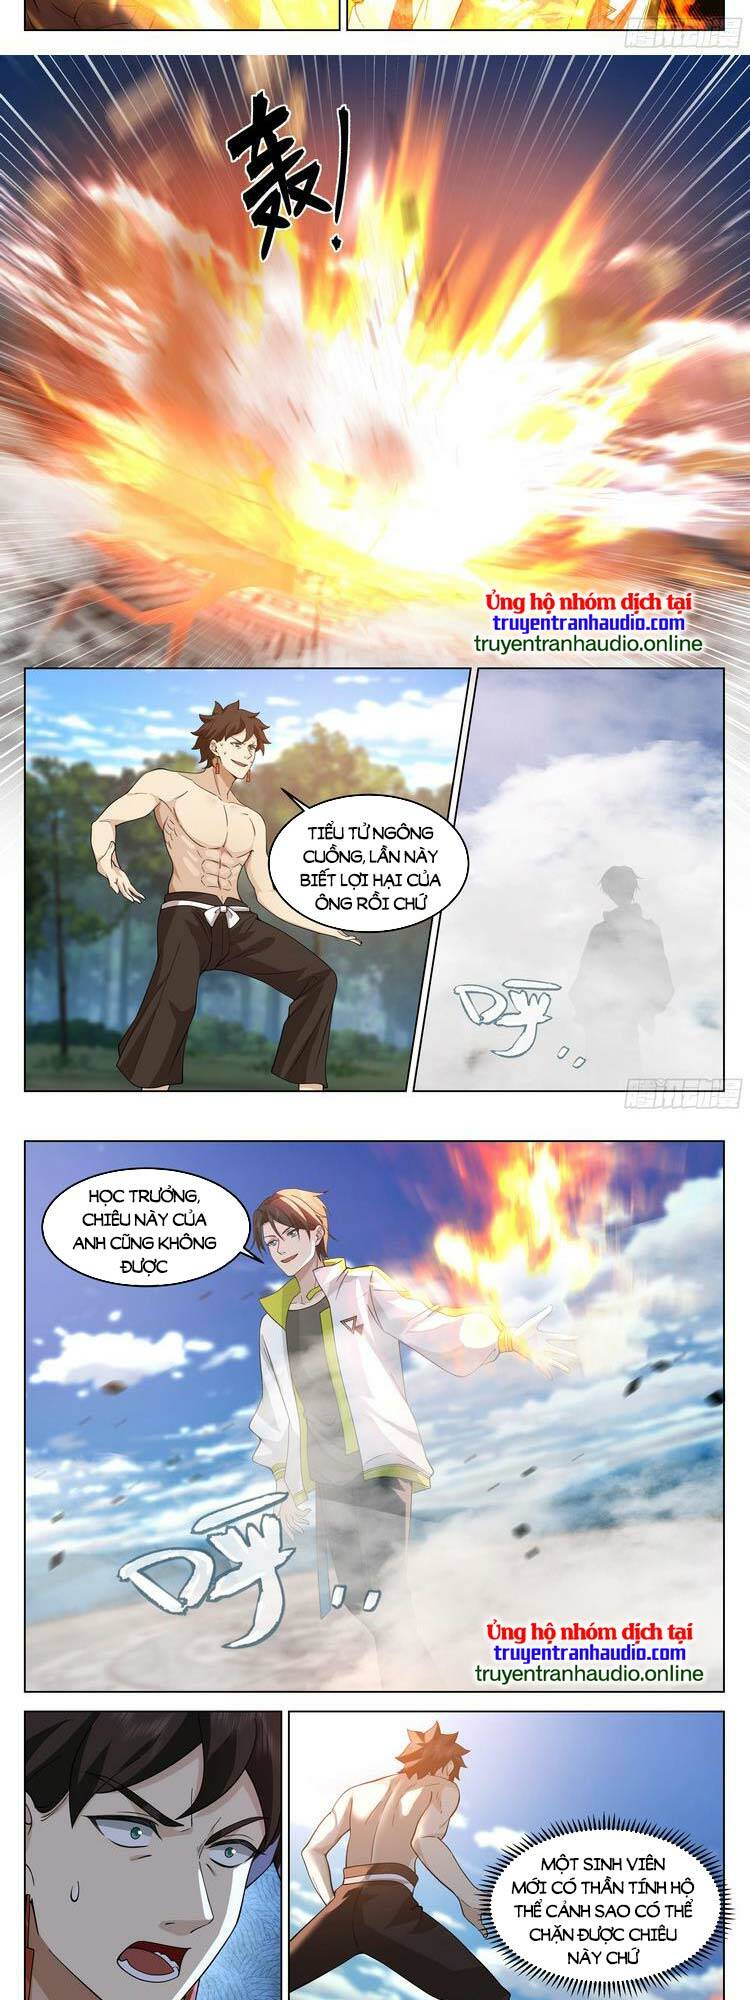 轰!
Ủng hộ nhóm dịch tại
truyentranhaudio.com
truyentranhaudio.online
TIỂU TỬ NGÔNG
CUỒNG, LẦN NÀY
BIẾT LỢI HẠI CỦA
ÔNG RỒI CHỨ
呼..
HỌC TRƯỞNG,
CHIÊU NÀY CỦA
ANH CŨNG KHÔNG
ĐƯỢC
呼..
Ủng hộ nhóm dịch tại
truyentranhaudio.com
truyentranhaudio.online
MỘT SINH VIÊN
MỚI CÓ THẦN TÍNH HỘ
THỂ CẢNH SAO CÓ THỂ
CHẶN ĐƯỢC CHIÊU
NÀY CHỨ